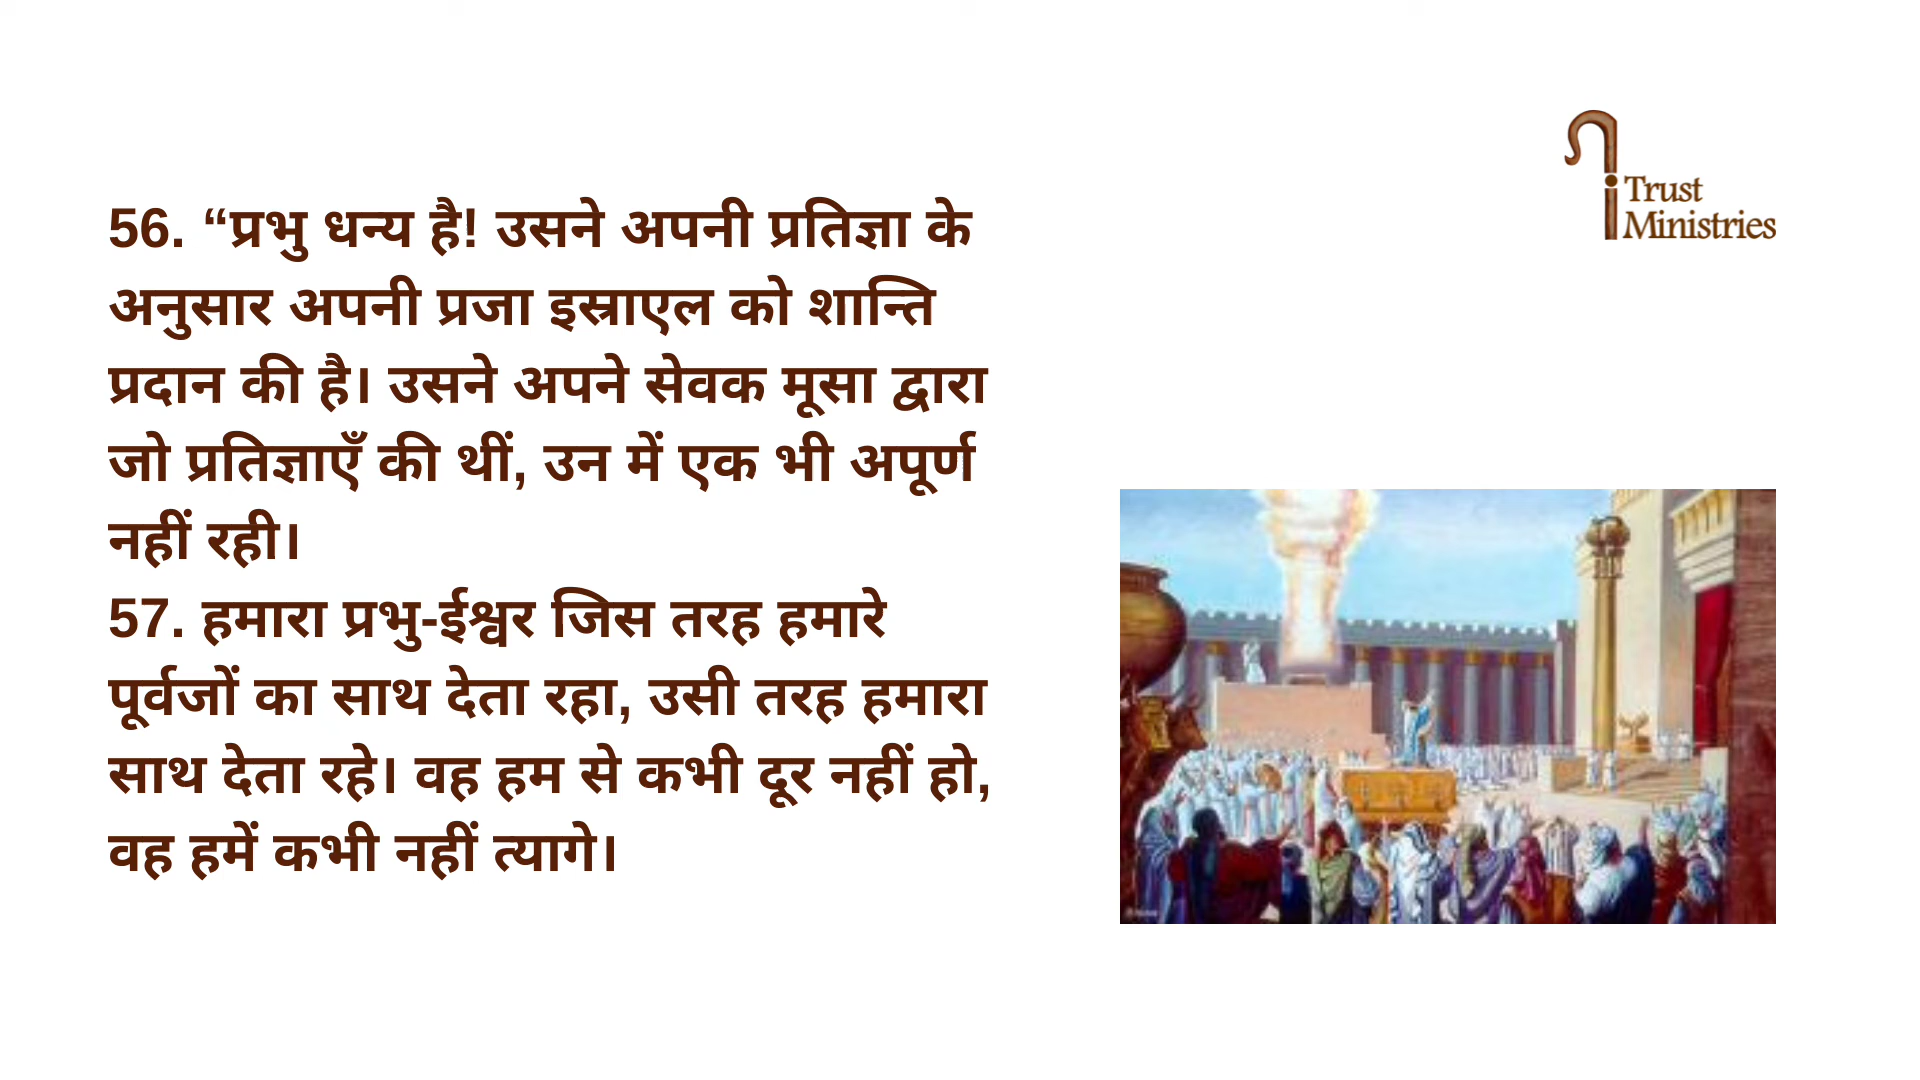 56. “प्रभु धन्य है! उसने अपनी प्रतिज्ञा के
अनुसार अपनी प्रजा इस्राएल को शान्ति
प्रदान की है। उसने अपने सेवक मूसा द्वारा
जो प्रतिज्ञाएँ की थीं, उन में एक भी अपूर्ण
नहीं रही।
57. हमारा प्रभु-ईश्वर जिस तरह हमारे
पूर्वजों का साथ देता रहा, उसी तरह हमारा
साथ देता रहे। वह हम से कभी दूर नहीं हो,
वह हमें कभी नहीं त्यागे।
i Trust
Ministries